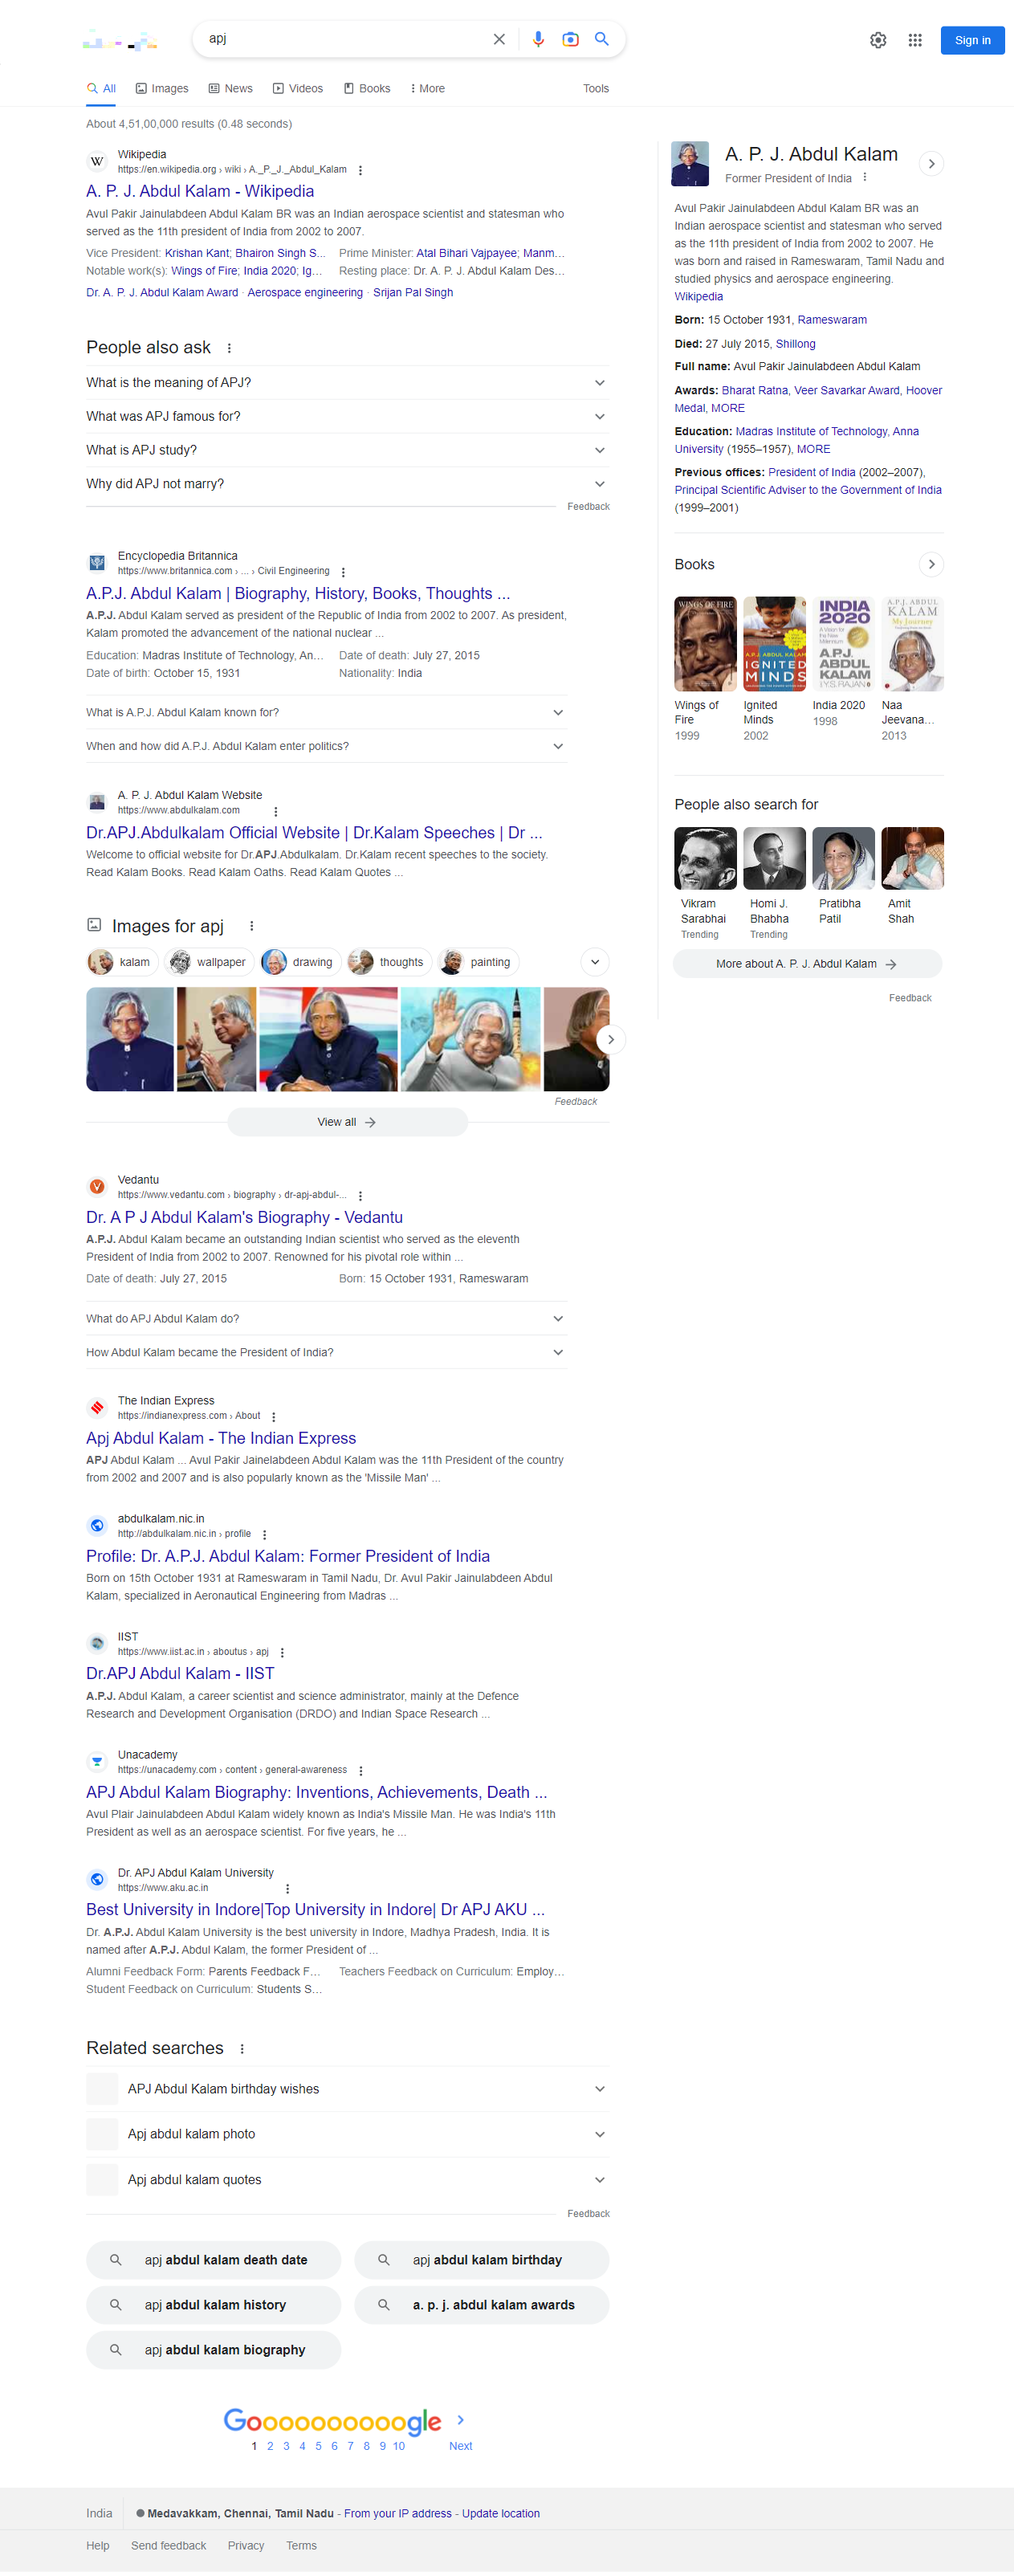 apj
Sign in
All Images News Videos Books More Tools
About 4,51,00,000 results (0.48 seconds)
W
Wikipedia
https://en.wikipedia.org › wiki › A._P._J._Abdul_Kalam
A. P. J. Abdul Kalam - Wikipedia
Avul Pakir Jainulabdeen Abdul Kalam BR was an Indian aerospace scientist and statesman who
served as the 11th president of India from 2002 to 2007.
Vice President: Krishan Kant; Bhairon Singh S... Prime Minister: Atal Bihari Vajpayee; Manm...
Notable work(s): Wings of Fire; India 2020; Ig... Resting place: Dr. A. P. J. Abdul Kalam Des...
Dr. A. P. J. Abdul Kalam Award · Aerospace engineering · Srijan Pal Singh
People also ask
What is the meaning of APJ?
What was APJ famous for?
What is APJ study?
Why did APJ not marry?
Feedback
Encyclopedia Britannica
https://www.britannica.com › ... › Civil Engineering
A.P.J. Abdul Kalam | Biography, History, Books, Thoughts ...
A.P.J. Abdul Kalam served as president of the Republic of India from 2002 to 2007. As president,
Kalam promoted the advancement of the national nuclear ...
Education: Madras Institute of Technology, An... Date of death: July 27, 2015
Date of birth: October 15, 1931 Nationality: India
What is A.P.J. Abdul Kalam known for?
When and how did A.P.J. Abdul Kalam enter politics?
A. P. J. Abdul Kalam Website
https://www.abdulkalam.com
Dr.APJ.Abdulkalam Official Website | Dr.Kalam Speeches | Dr ...
Welcome to official website for Dr.APJ.Abdulkalam. Dr.Kalam recent speeches to the society.
Read Kalam Books. Read Kalam Oaths. Read Kalam Quotes ...
Images for apj
kalam wallpaper drawing thoughts painting
Feedback
View all
Vedantu
https://www.vedantu.com › biography › dr-apj-abdul-...
Dr. A P J Abdul Kalam's Biography - Vedantu
A.P.J. Abdul Kalam became an outstanding Indian scientist who served as the eleventh
President of India from 2002 to 2007. Renowned for his pivotal role within ...
Date of death: July 27, 2015 Born: 15 October 1931, Rameswaram
What do APJ Abdul Kalam do?
How Abdul Kalam became the President of India?
The Indian Express
https://indianexpress.com › About
Apj Abdul Kalam - The Indian Express
APJ Abdul Kalam ... Avul Pakir Jainelabdeen Abdul Kalam was the 11th President of the country
from 2002 and 2007 and is also popularly known as the 'Missile Man' ...
abdulkalam.nic.in
http://abdulkalam.nic.in › profile
Profile: Dr. A.P.J. Abdul Kalam: Former President of India
Born on 15th October 1931 at Rameswaram in Tamil Nadu, Dr. Avul Pakir Jainulabdeen Abdul
Kalam, specialized in Aeronautical Engineering from Madras ...
IIST
https://www.iist.ac.in › aboutus › apj
Dr.APJ Abdul Kalam - IIST
A.P.J. Abdul Kalam, a career scientist and science administrator, mainly at the Defence
Research and Development Organisation (DRDO) and Indian Space Research ...
Unacademy
https://unacademy.com › content › general-awareness
APJ Abdul Kalam Biography: Inventions, Achievements, Death ...
Avul Plair Jainulabdeen Abdul Kalam widely known as India's Missile Man. He was India's 11th
President as well as an aerospace scientist. For five years, he ...
Dr. APJ Abdul Kalam University
https://www.aku.ac.in
Best University in Indore|Top University in Indore| Dr APJ AKU ...
Dr. A.P.J. Abdul Kalam University is the best university in Indore, Madhya Pradesh, India. It is
named after A.P.J. Abdul Kalam, the former President of ...
Alumni Feedback Form: Parents Feedback F... Teachers Feedback on Curriculum: Employ...
Student Feedback on Curriculum: Students S...
Related searches
APJ Abdul Kalam birthday wishes
Apj abdul kalam photo
Apj abdul kalam quotes
Feedback
apj abdul kalam death date apj abdul kalam birthday
apj abdul kalam history a. p. j. abdul kalam awards
apj abdul kalam biography
Goooooooooogle
1 2 3 4 5 6 7 8 9 10 Next
A. P. J. Abdul Kalam
Former President of India
Avul Pakir Jainulabdeen Abdul Kalam BR was an
Indian aerospace scientist and statesman who served
as the 11th president of India from 2002 to 2007. He
was born and raised in Rameswaram, Tamil Nadu and
studied physics and aerospace engineering.
Wikipedia
Born: 15 October 1931, Rameswaram
Died: 27 July 2015, Shillong
Full name: Avul Pakir Jainulabdeen Abdul Kalam
Awards: Bharat Ratna, Veer Savarkar Award, Hoover
Medal, MORE
Education: Madras Institute of Technology, Anna
University (1955–1957), MORE
Previous offices: President of India (2002–2007),
Principal Scientific Adviser to the Government of India
(1999–2001)
Books
WINGS OF FIRE
A.P.J. ABDUL KALAM
IGNITED
MINDS
INDIA
2020
A.P.J.
ABDUL
KALAM
Y.S. RAJAN
A.P.J. ABDUL
KALAM
My Journey
Wings of
Fire
1999
Ignited
Minds
2002
India 2020
1998
Naa
Jeevana...
2013
People also search for
Vikram
Sarabhai
Trending
Homi J.
Bhabha
Trending
Pratibha
Patil
Amit
Shah
More about A. P. J. Abdul Kalam
Feedback
India Medavakkam, Chennai, Tamil Nadu - From your IP address - Update location
Help Send feedback Privacy Terms